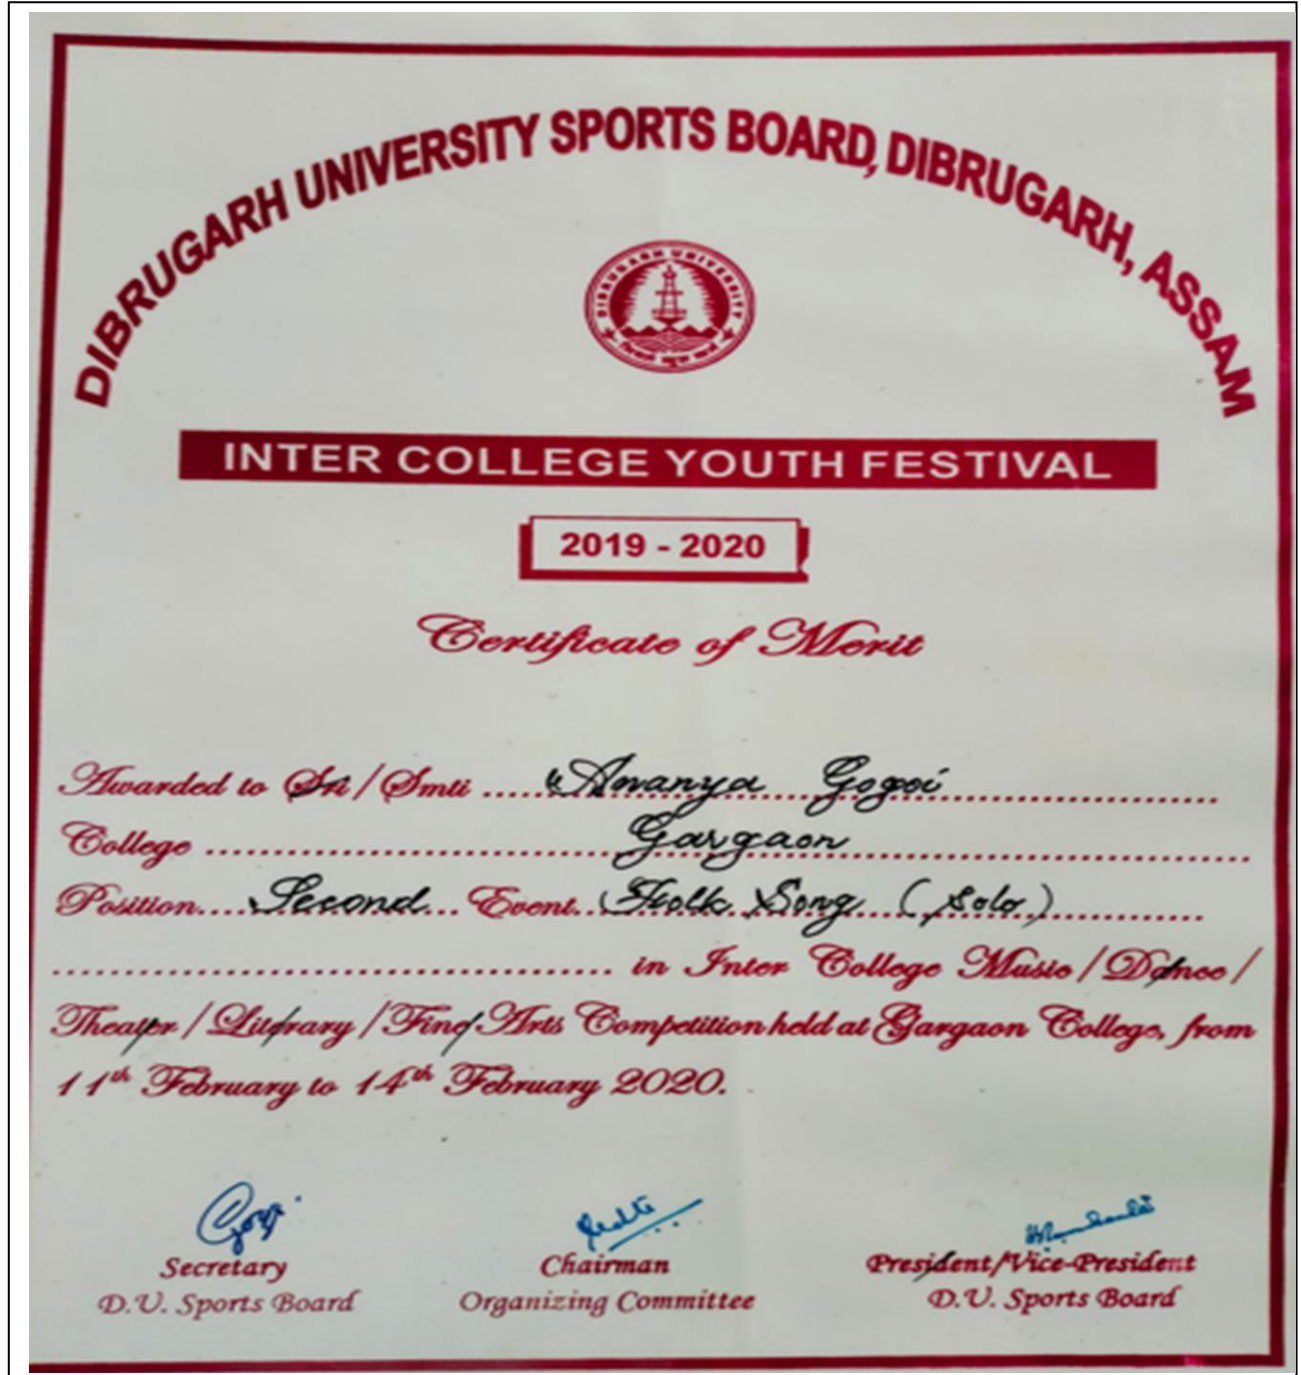 DIBRUGARH UNIVERSITY SPORTS BOARD, DIBRUGARH, ASSAM
DIBRUGARH UNIVERSITY
INTER COLLEGE YOUTH FESTIVAL
2019 - 2020
Certificate of Merit
Awarded to Sri/Smti ...... Ananya Gogoi ......
College ...... Gargaon ......
Position.... Second... Event. Folk Song (Solo) ......
...... in Inter College Music/Dance/
Theater/Literary/Fine Arts Competition held at Gargaon College, from
11th February to 14th February 2020.
Secretary Chairman President/Vice-President
D.U. Sports Board Organizing Committee D.U. Sports Board